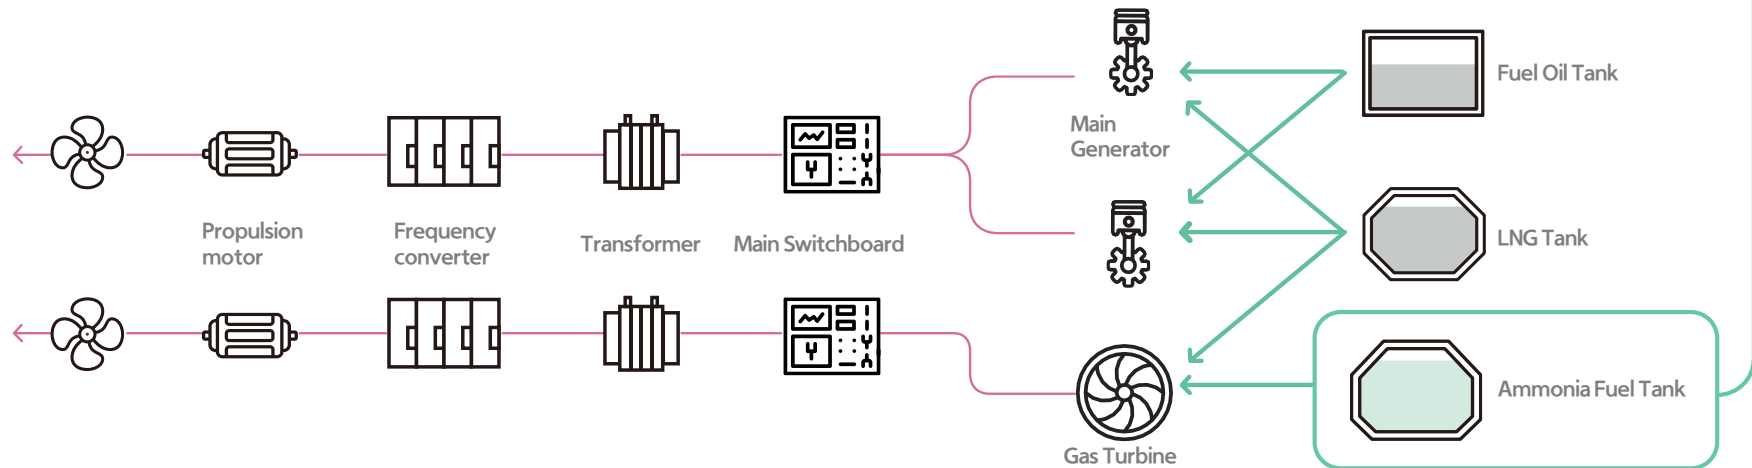 Fuel Oil Tank
Main
Generator
Propulsion
motor
Frequency
converter
Transformer
Main Switchboard
LNG Tank
Ammonia Fuel Tank
Gas Turbine